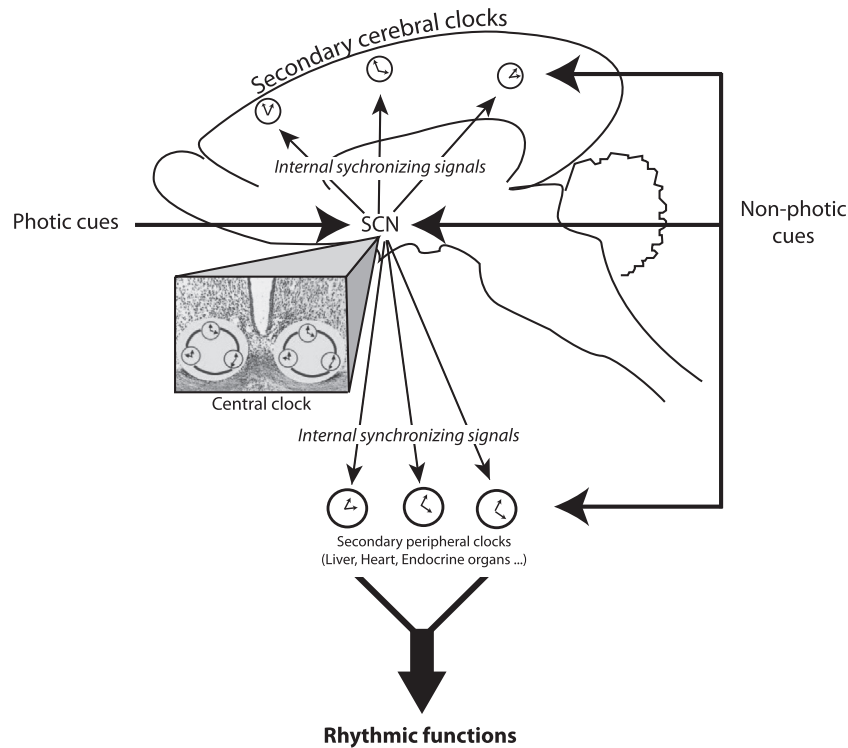 Secondary cerebral clocks
Internal sychronizing signals
Photic cues
SCN
Non-photic
cues
Central clock
Internal synchronizing signals
Secondary peripheral clocks
(Liver, Heart, Endocrine organs ...)
Rhythmic functions